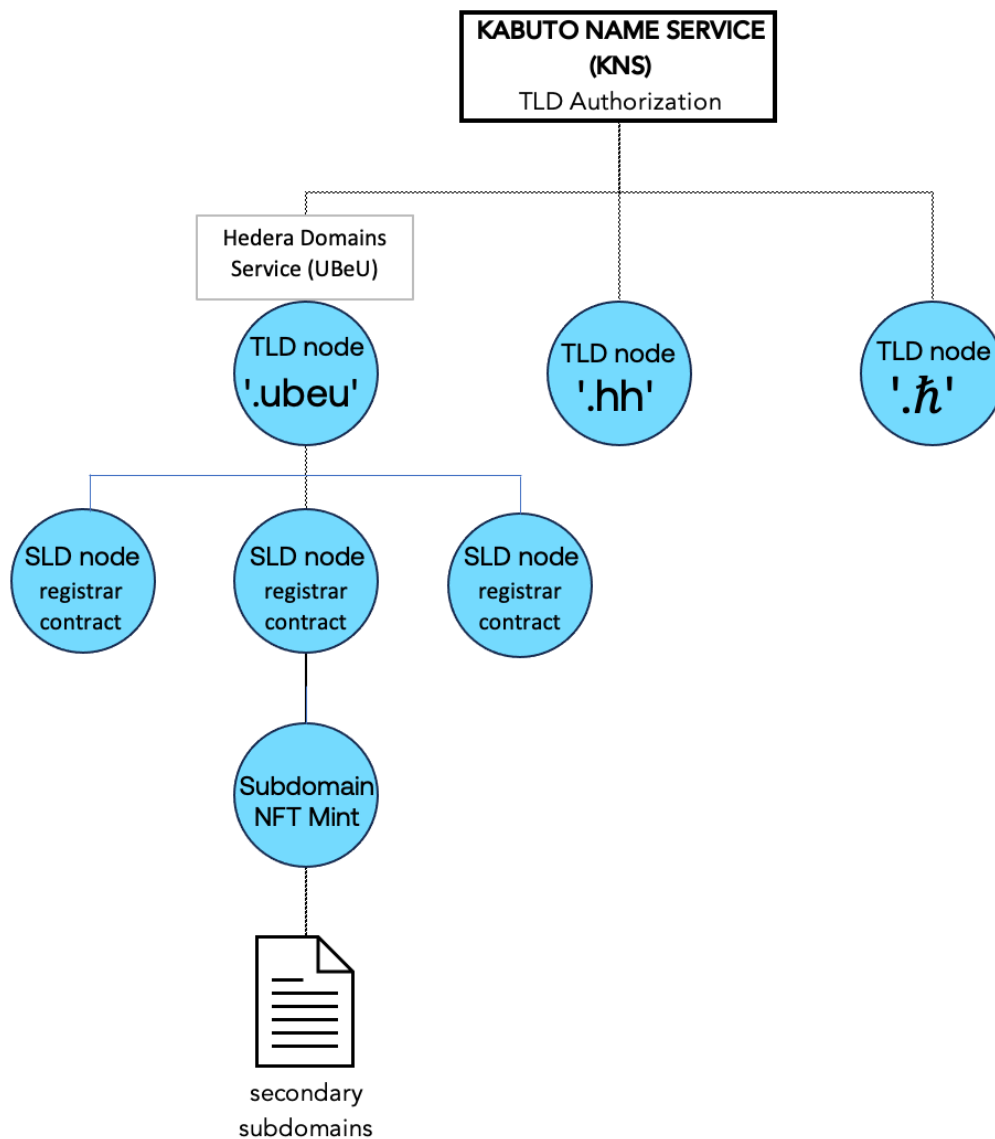 KABUTO NAME SERVICE
(KNS)
TLD Authorization
Hedera Domains
Service (UBeU)
TLD node
'.ubeu'
TLD node
'.hh'
TLD node
'.ℏ'
SLD node
registrar
contract
SLD node
registrar
contract
SLD node
registrar
contract
Subdomain
NFT Mint
secondary
subdomains